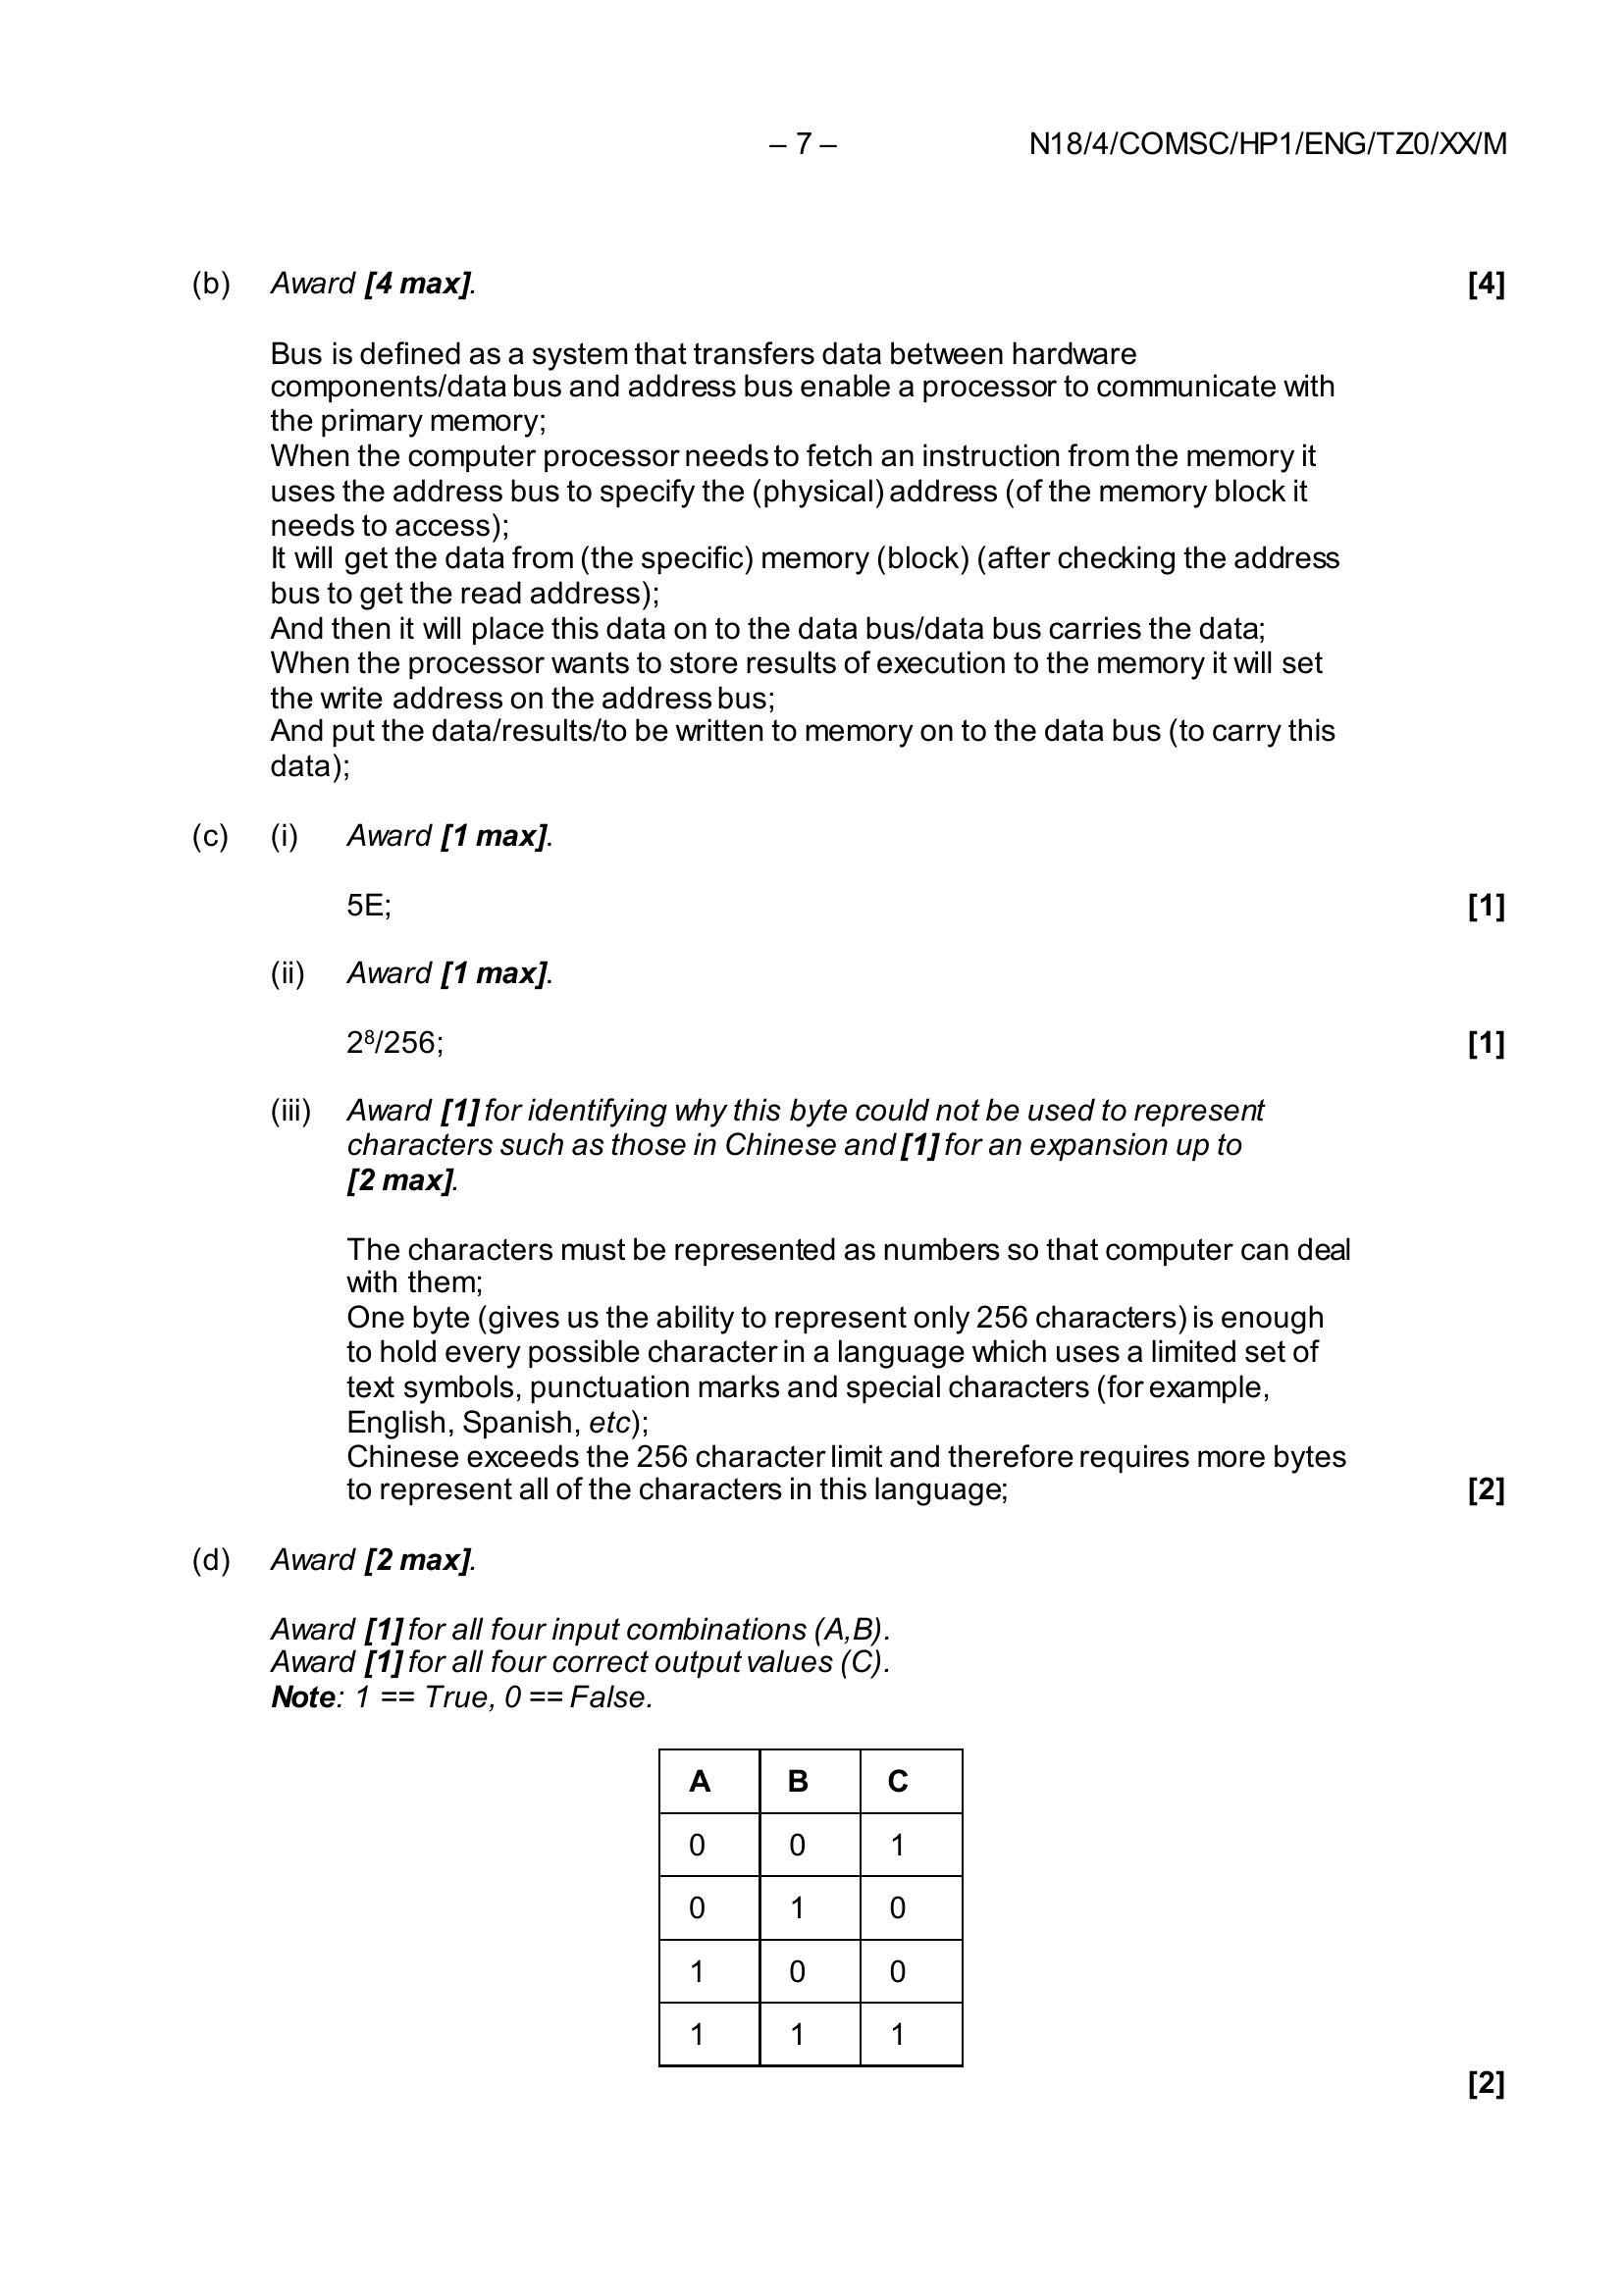 – 7 – N18/4/COMSC/HP1/ENG/TZ0/XX/M
(b) Award [4 max]. [4]
Bus is defined as a system that transfers data between hardware
components/data bus and address bus enable a processor to communicate with
the primary memory;
When the computer processor needs to fetch an instruction from the memory it
uses the address bus to specify the (physical) address (of the memory block it
needs to access);
It will get the data from (the specific) memory (block) (after checking the address
bus to get the read address);
And then it will place this data on to the data bus/data bus carries the data;
When the processor wants to store results of execution to the memory it will set
the write address on the address bus;
And put the data/results/to be written to memory on to the data bus (to carry this
data);
(c) (i) Award [1 max].
5E; [1]
(ii) Award [1 max].
2⁸/256; [1]
(iii) Award [1] for identifying why this byte could not be used to represent
characters such as those in Chinese and [1] for an expansion up to
[2 max].
The characters must be represented as numbers so that computer can deal
with them;
One byte (gives us the ability to represent only 256 characters) is enough
to hold every possible character in a language which uses a limited set of
text symbols, punctuation marks and special characters (for example,
English, Spanish, etc);
Chinese exceeds the 256 character limit and therefore requires more bytes
to represent all of the characters in this language; [2]
(d) Award [2 max].
Award [1] for all four input combinations (A,B).
Award [1] for all four correct output values (C).
Note: 1 == True, 0 == False.
A B C
0 0 1
0 1 0
1 0 0
1 1 1
[2]